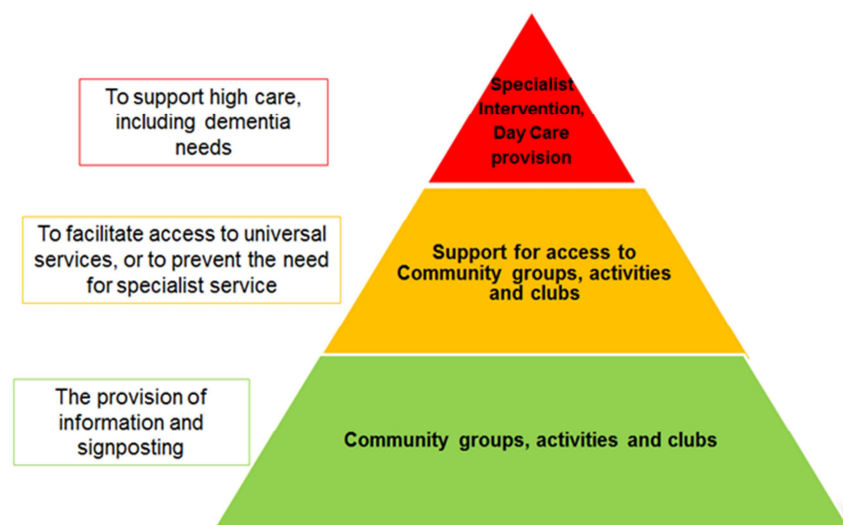 To support high care,
including dementia
needs
Specialist
Intervention,
Day Care
provision
To facilitate access to universal
services, or to prevent the need
for specialist service
Support for access to
Community groups, activities
and clubs
The provision of
information and
signposting
Community groups, activities and clubs